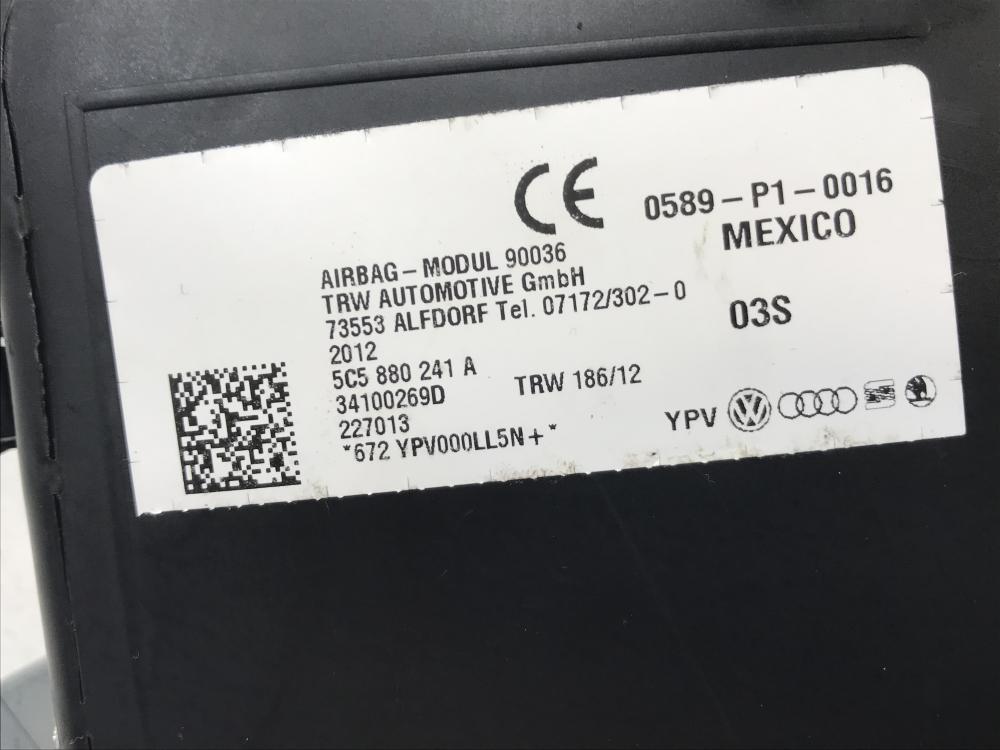 CE
0589 – P1 – 0016
MEXICO
AIRBAG – MODUL 90036
TRW AUTOMOTIVE GmbH
73553 ALFDORF Tel. 07172/302 – 0
03S
2012
5C5 880 241 A
TRW 186/12
34100269D
227013
*672 YPV000LL5N+*
YPV